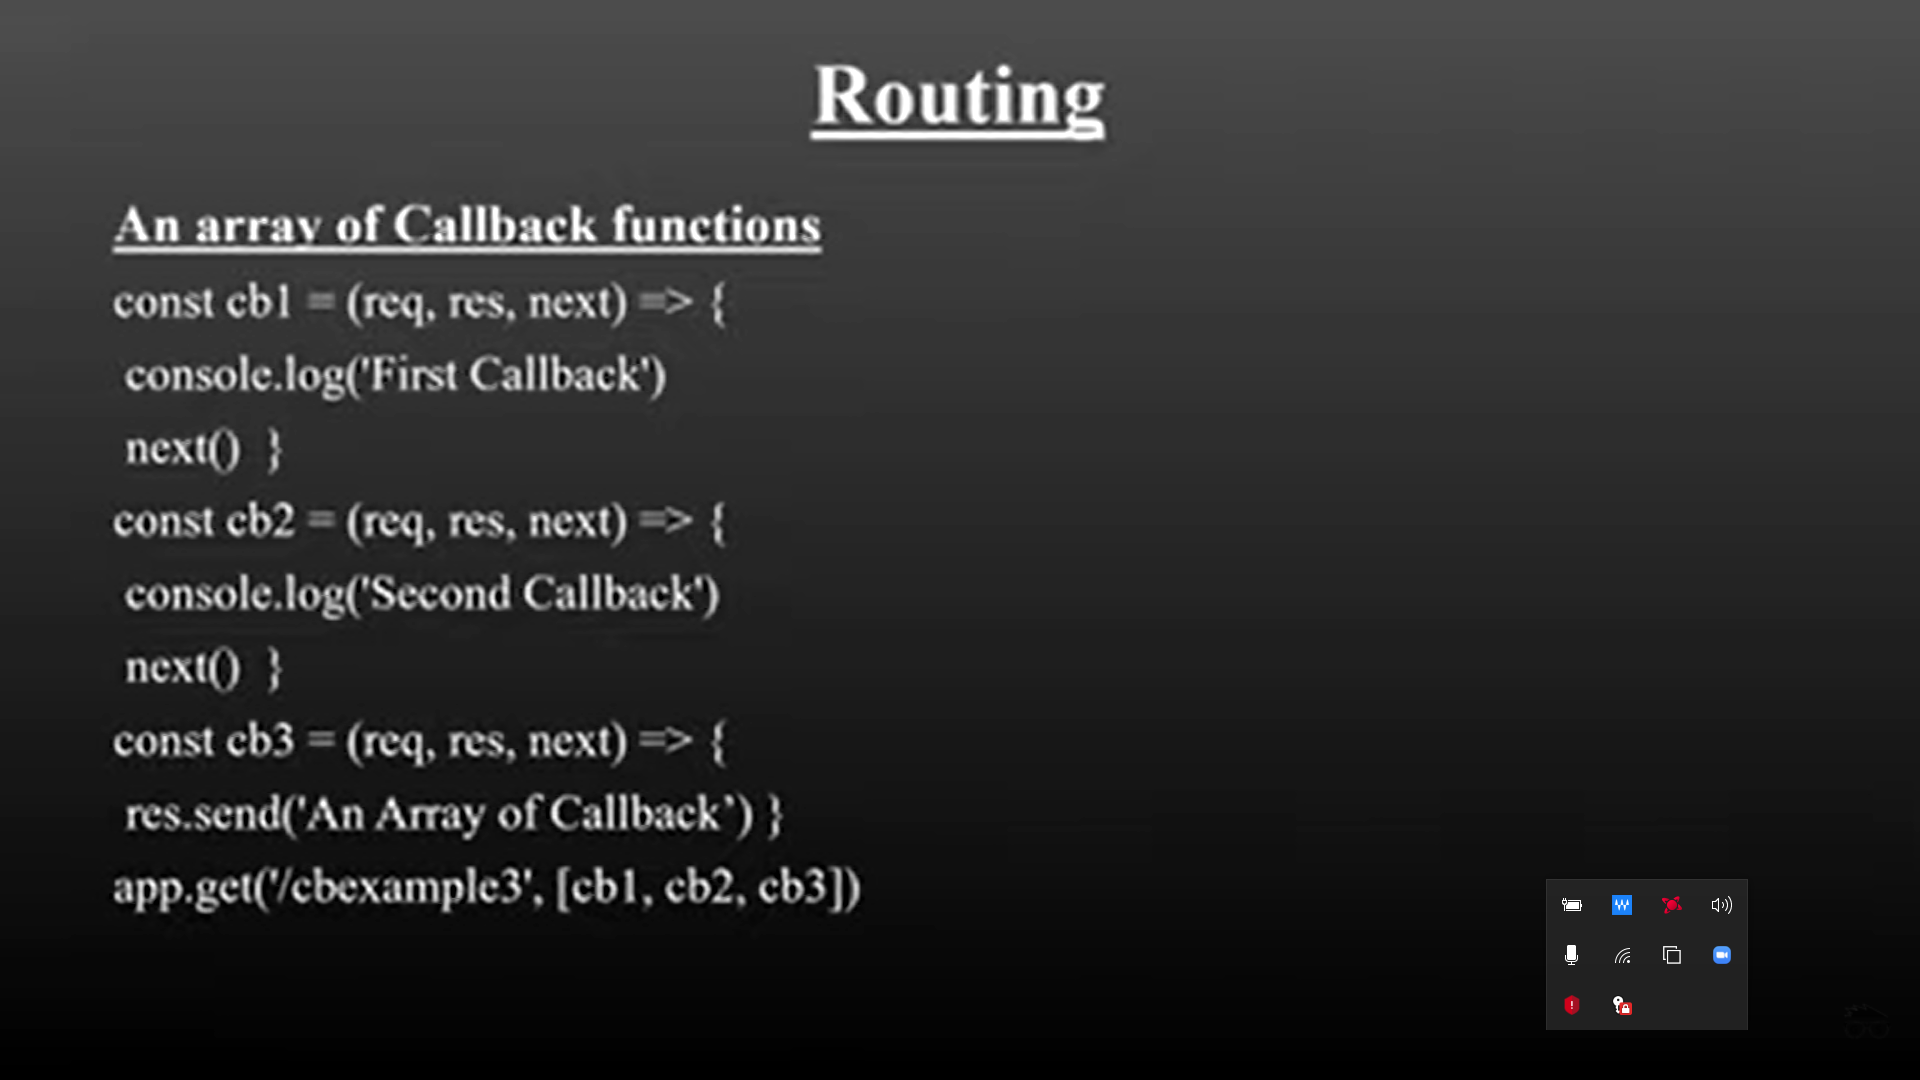 Routing
An array of Callback functions
const cb1 = (req, res, next) => {
console.log('First Callback')
next() }
const cb2 = (req, res, next) => {
console.log('Second Callback')
next() }
const cb3 = (req, res, next) => {
res.send('An Array of Callback’) }
app.get('/cbexample3', [cb1, cb2, cb3])